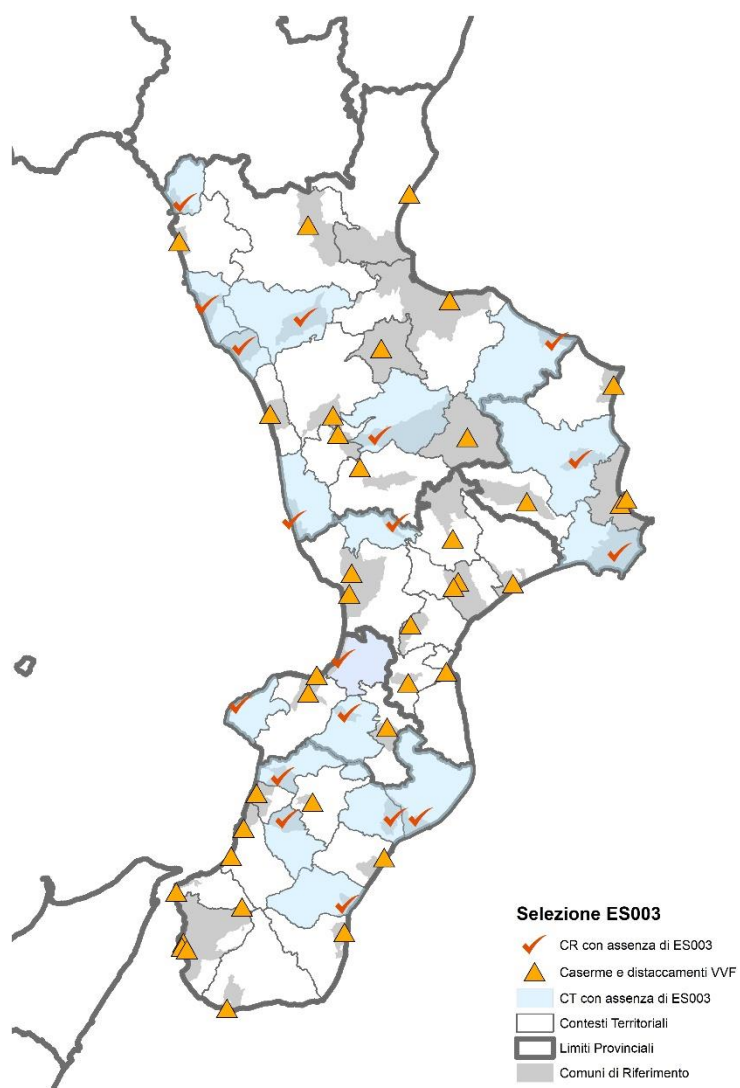 Selezione ES003
CR con assenza di ES003
Caserme e distaccamenti VVF
CT con assenza di ES003
Contesti Territoriali
Limiti Provinciali
Comuni di Riferimento